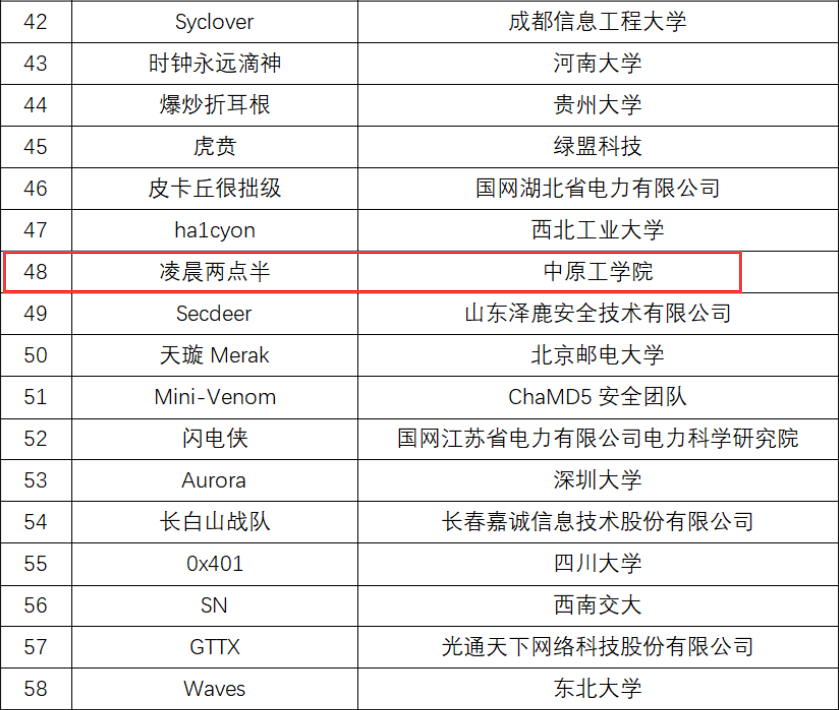 42 Syclover 成都信息工程大学
43 时钟永远滴神 河南大学
44 爆炒折耳根 贵州大学
45 虎贲 绿盟科技
46 皮卡丘很拙级 国网湖北省电力有限公司
47 ha1cyon 西北工业大学
48 凌晨两点半 中原工学院
49 Secdeer 山东泽鹿安全技术有限公司
50 天璇 Merak 北京邮电大学
51 Mini-Venom ChaMD5 安全团队
52 闪电侠 国网江苏省电力有限公司电力科学研究院
53 Aurora 深圳大学
54 长白山战队 长春嘉诚信息技术股份有限公司
55 0x401 四川大学
56 SN 西南交大
57 GTTX 光通天下网络科技股份有限公司
58 Waves 东北大学